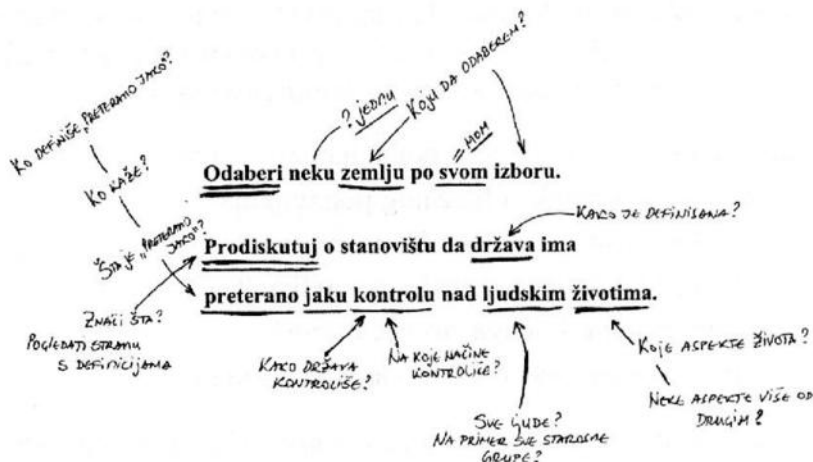 KO DEFINIŠE „PRETERANO JAKO"?
KO KAŽE?
ŠTA JE „PRETERANO
JAKO"?
? JEDNU
KOJU DA ODABEREM?
= MOM
Odaberi neku zemlju po svom izboru.
KAKO JE DEFINISANA?
Prodiskutuj o stanovištu da država ima
preterano jaku kontrolu nad ljudskim životima.
ZNAČI ŠTA?
POGLEDATI STRANU
S DEFINICIJAMA
KAKO DRŽAVA
KONTROLIŠE?
NA KOJE NAČINE
KONTROLIŠE?
SVE LJUDE?
NA PRIMER SVE STAROSNE
GRUPE?
KOJE ASPEKTE ŽIVOTA?
NEKE ASPEKTE VIŠE OD
DRUGIH?